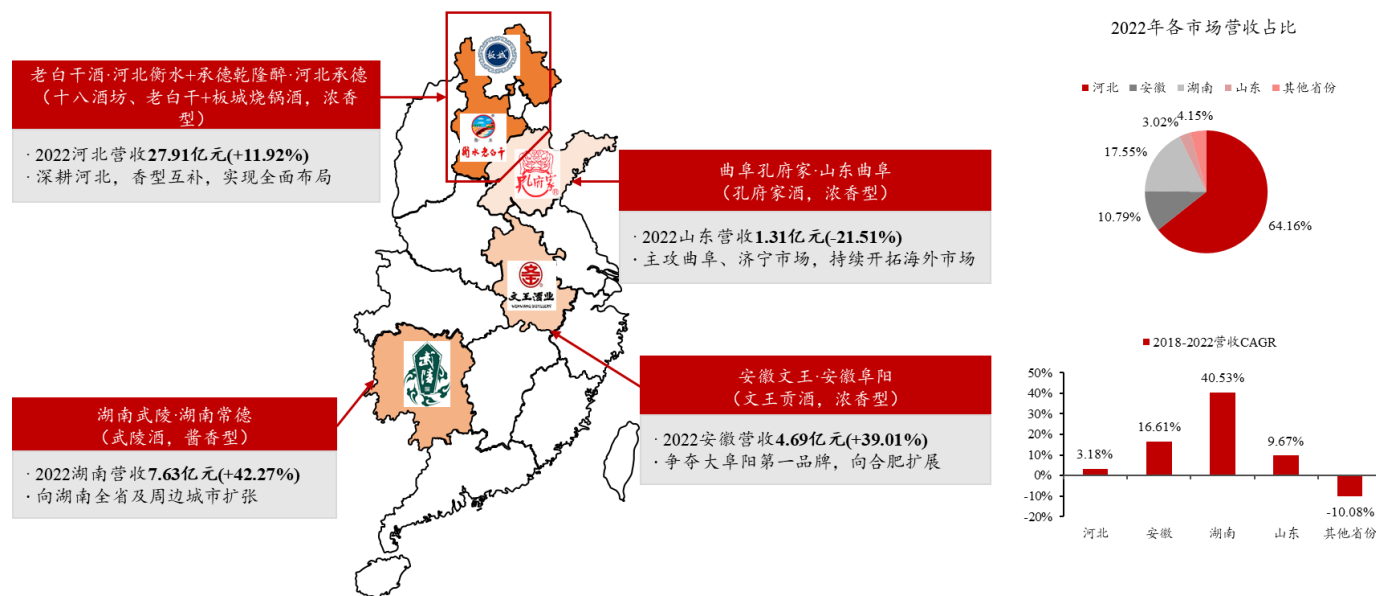 老白干酒·河北衡水+承德乾隆醉·河北承德
（十八酒坊、老白干+板城烧锅酒，浓香
型）
· 2022河北营收27.91亿元(+11.92%)
· 深耕河北，香型互补，实现全面布局
板城
衡水老白干
孔府家
曲阜孔府家·山东曲阜
（孔府家酒，浓香型）
· 2022山东营收1.31亿元(-21.51%)
· 主攻曲阜、济宁市场，持续开拓海外市场
文王酒业
WENWANG DISTILLERY
武陵
安徽文王·安徽阜阳
（文王贡酒，浓香型）
· 2022安徽营收4.69亿元(+39.01%)
· 争夺大阜阳第一品牌，向合肥扩展
湖南武陵·湖南常德
（武陵酒，酱香型）
· 2022湖南营收7.63亿元(+42.27%)
· 向湖南全省及周边城市扩张
2022年各市场营收占比
河北 安徽 湖南 山东 其他省份
3.02% 4.15%
17.55%
10.79%
64.16%
2018-2022营收CAGR
50%
40%
30%
20%
10%
0%
-10%
-20%
3.18%
16.61%
40.53%
9.67%
-10.08%
河北 安徽 湖南 山东 其他省份